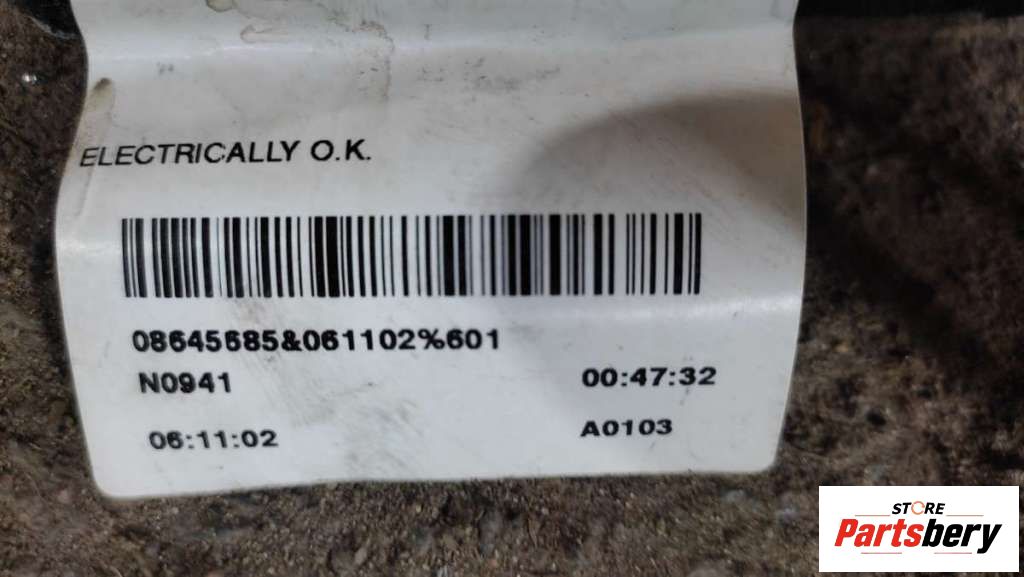 ELECTRICALLY O.K.
08645685&061102%601
N0941
00:47:32
06:11:02
A0103
STORE
Partsbery